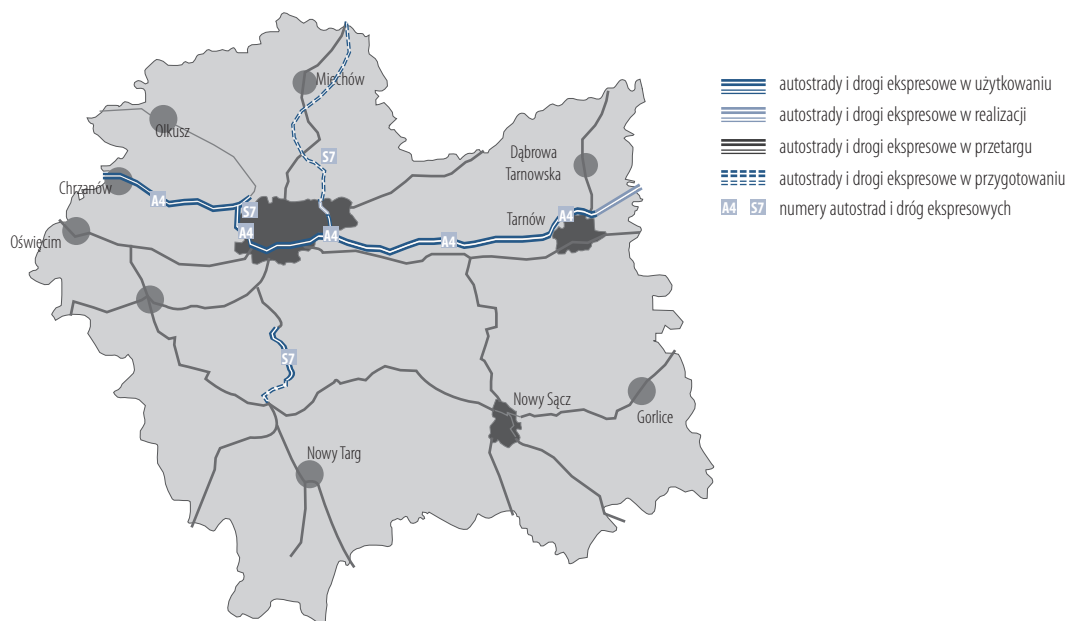 Miechów
Olkusz
S7
Dąbrowa
Tarnowska
Chrzanów
A4
S7
A4
A4
A4
Tarnów
A4
Oświęcim
S7
Nowy Sącz
Gorlice
Nowy Targ
autostrady i drogi ekspresowe w użytkowaniu
autostrady i drogi ekspresowe w realizacji
autostrady i drogi ekspresowe w przetargu
autostrady i drogi ekspresowe w przygotowaniu
A4 S7 numery autostrad i dróg ekspresowych